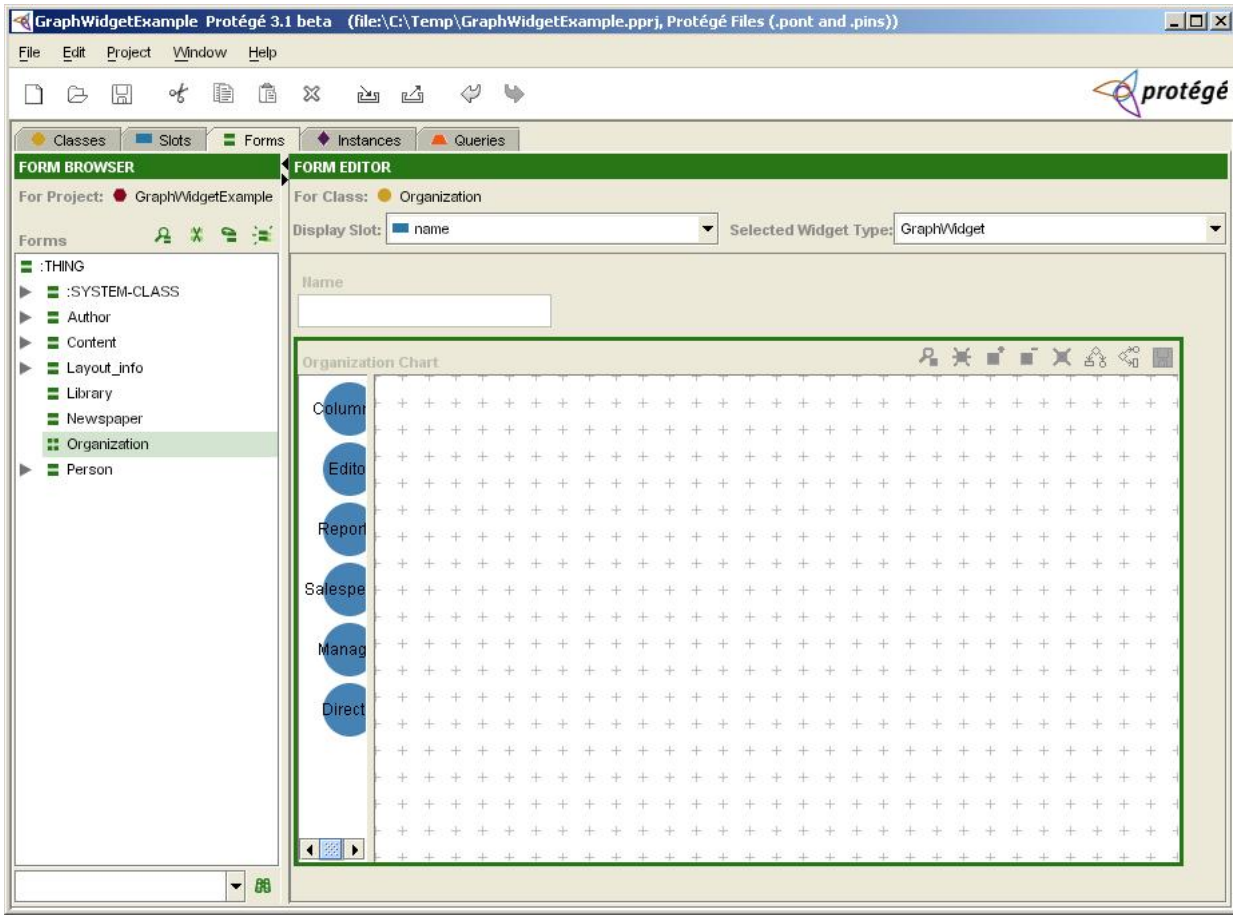 GraphWidgetExample Protégé 3.1 beta (file:\C:\Temp\GraphWidgetExample.pprj, Protégé Files (.pont and .pins))
File Edit Project Window Help
protégé
Classes Slots Forms Instances Queries
FORM BROWSER
For Project: GraphWidgetExample
Forms
:THING
:SYSTEM-CLASS
Author
Content
Layout_info
Library
Newspaper
Organization
Person
FORM EDITOR
For Class: Organization
Display Slot: name Selected Widget Type: GraphWidget
Name
Organization Chart
Column
Edito
Report
Salespe
Manag
Direct